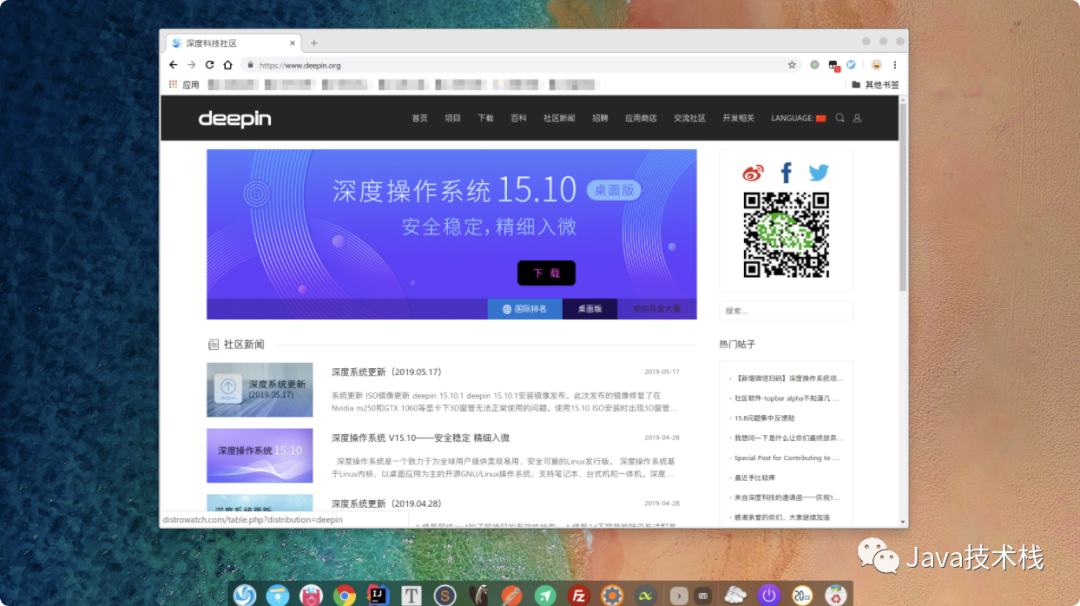 深度科技社区
https://www.deepin.org
应用
其他书签
deepin
首页 项目 下载 百科 社区新闻 招聘 应用商店 交流社区 开发相关 LANGUAGE:
深度操作系统 15.10 桌面版
安全稳定,精细入微
下 载
国际排名 桌面版
搜索...
社区新闻
深度系统更新
(2019.05.17)
深度系统更新（2019.05.17）
2019-05-17
系统更新 ISO镜像更新 deepin 15.10.1 deepin 15.10.1安装镜像发布。此次发布的镜像修复了在
Nvidia m250和GTX 1060等显卡下3D窗管无法正常使用的问题。使用15.10 ISO安装时出现3D窗管...
深度操作系统 15.10
深度操作系统 V15.10——安全稳定 精细入微
2019-04-28
深度操作系统是一个致力于为全球用户提供美观易用，安全可靠的Linux发行版。 深度操作系统基
于Linux内核，以桌面应用为主的开源GNU/Linux操作系统，支持笔记本、台式机和一体机。深度...
深度系统更新
深度系统更新（2019.04.28）
2019-04-28
热门帖子
【新增微信扫码】深度操作系统项...
社区软件-topbar alpha不知道几 ...
15.8问题集中反馈贴
我想问一下是什么让你们最终放弃...
Special Post for Contributing to ...
最近手比较痒
来自深度科技的邀请函——庆祝1...
感谢亲爱的你们，大家继续加油
distrowatch.com/table.php?distribution=deepin
Java技术栈